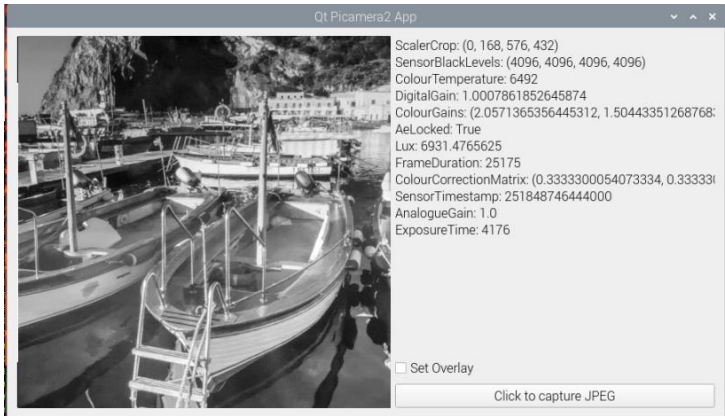 Qt Picamera2 App
ScalerCrop: (0, 168, 576, 432)
SensorBlackLevels: (4096, 4096, 4096, 4096)
ColourTemperature: 6492
DigitalGain: 1.0007861852645874
ColourGains: (2.0571365356445312, 1.50443351268768
AeLocked: True
Lux: 6931.4765625
FrameDuration: 25175
ColourCorrectionMatrix: (0.3333300054073334, 0.33333
SensorTimestamp: 251848746444000
AnalogueGain: 1.0
ExposureTime: 4176
Set Overlay
Click to capture JPEG